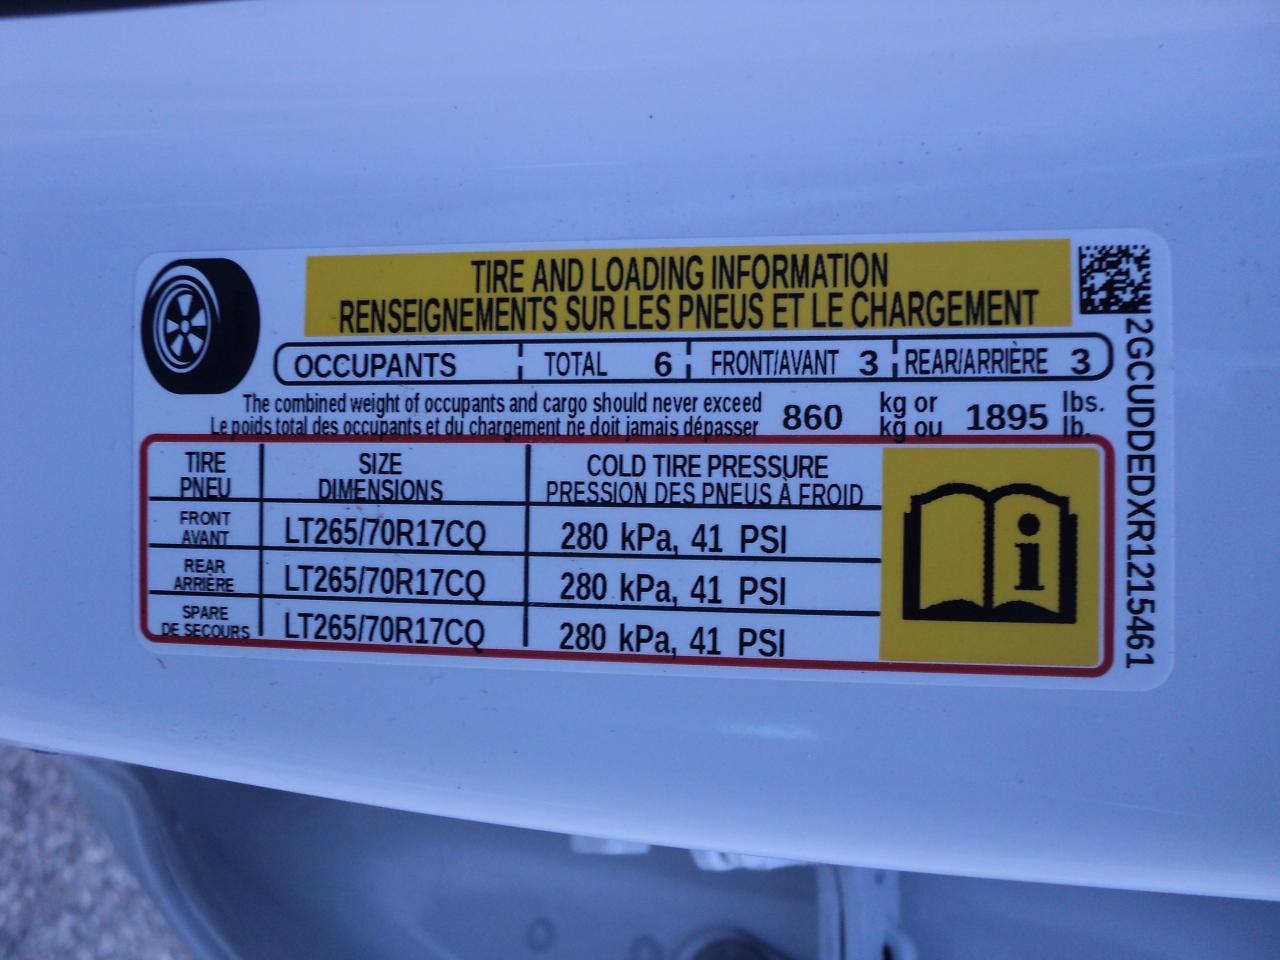 TIRE AND LOADING INFORMATION
RENSEIGNEMENTS SUR LES PNEUS ET LE CHARGEMENT
OCCUPANTS TOTAL 6 FRONT/AVANT 3 REAR/ARRIÈRE 3
The combined weight of occupants and cargo should never exceed 860 kg or 1895 lbs.
Le poids total des occupants et du chargement ne doit jamais dépasser kg ou lb.
TIRE SIZE COLD TIRE PRESSURE
PNEU DIMENSIONS PRESSION DES PNEUS À FROID
FRONT
AVANT LT265/70R17CQ 280 kPa, 41 PSI
REAR
ARRIÈRE LT265/70R17CQ 280 kPa, 41 PSI
SPARE
DE SECOURS LT265/70R17CQ 280 kPa, 41 PSI
i
2GCUDDEDXR1215461